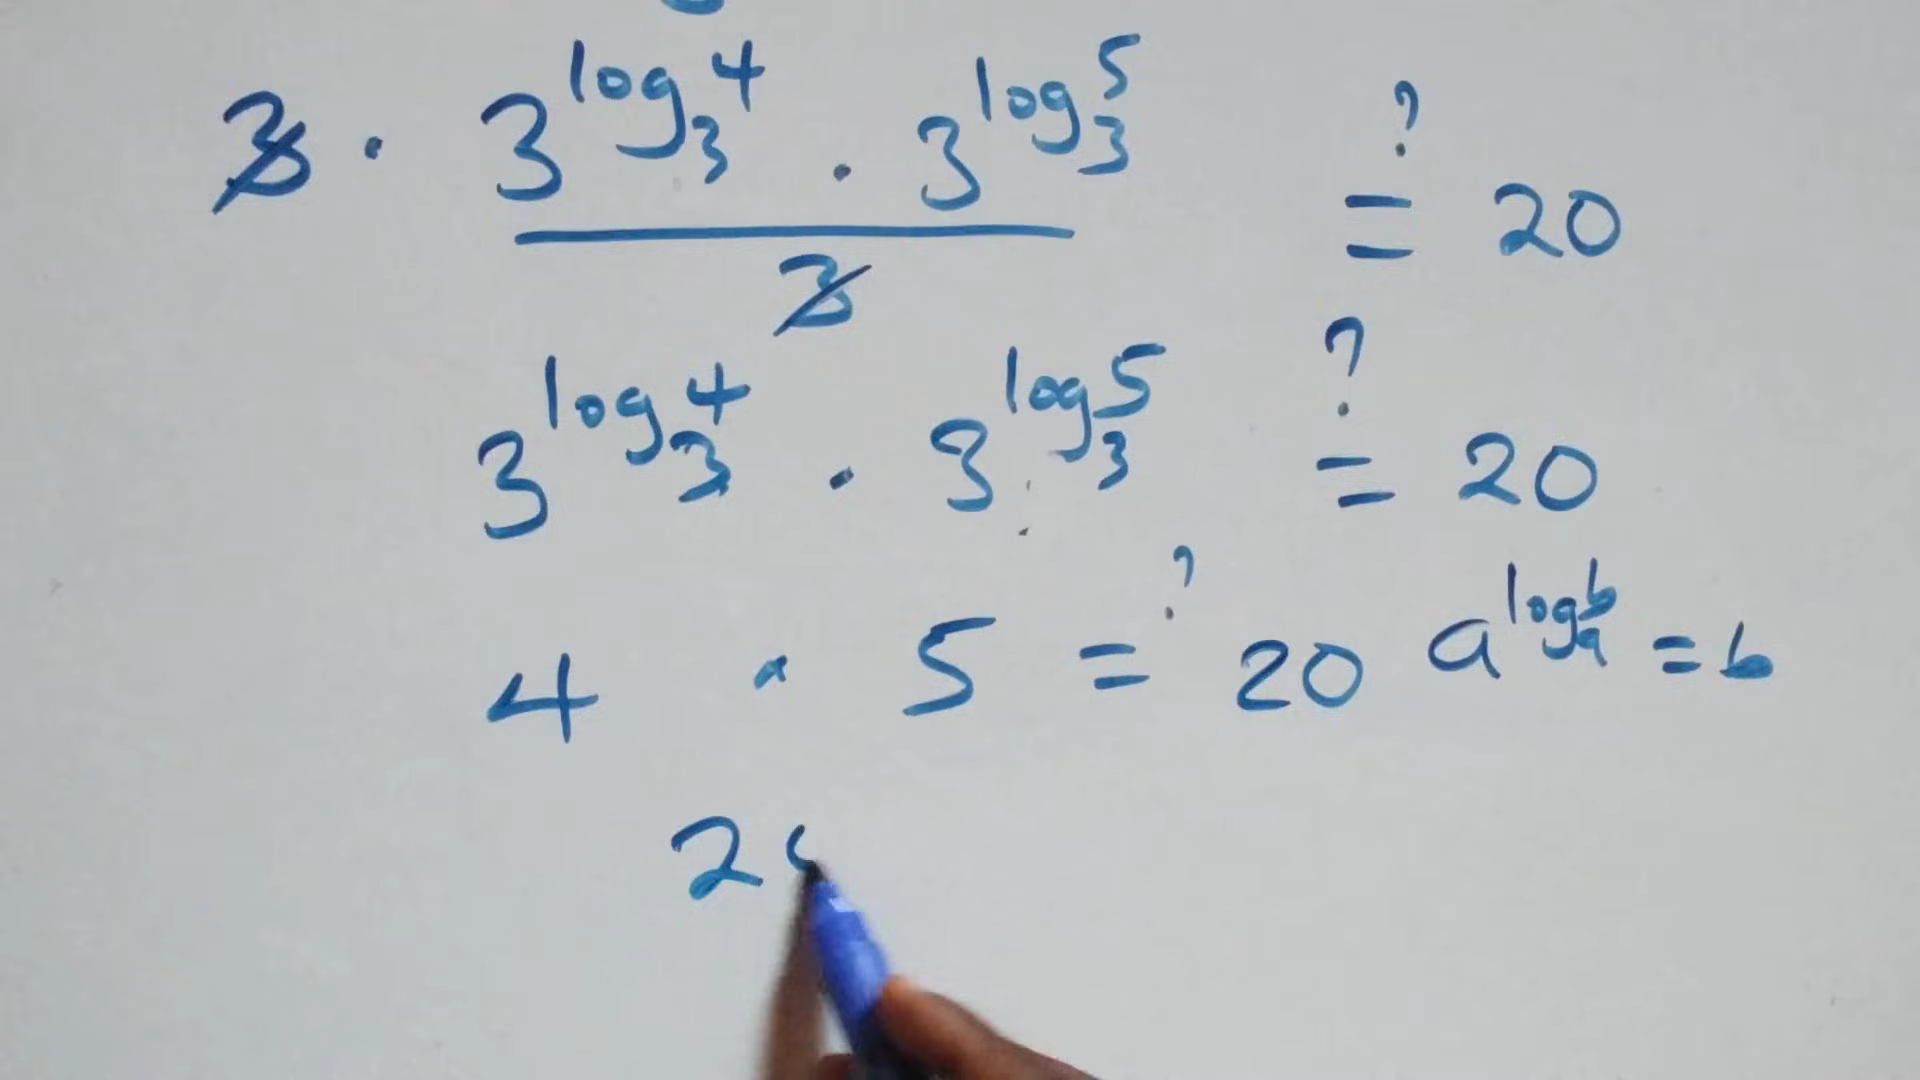 3 · 3^log_3 4 · 3^log_3 5 / 3 =? 20
3^log_3 4 · 3^log_3 5 =? 20
4 · 5 =? 20 a^log_a b = b
20